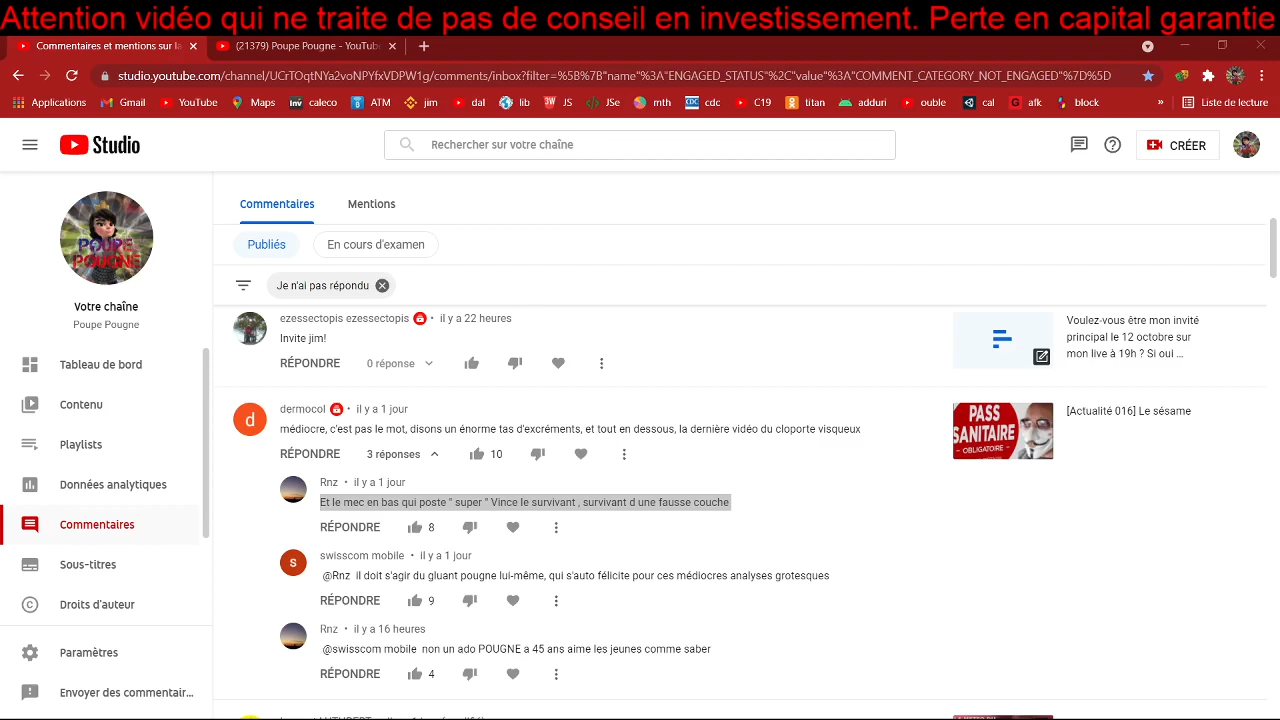 Attention vidéo qui ne traite de pas de conseil en investissement. Perte en capital garantie
Commentaires et mentions sur la
(21379) Poupe Pougne - YouTube
studio.youtube.com/channel/UCrTOqtNYa2voNPYfxVDPW1g/comments/inbox?filter=%5B%7B"name"%3A"ENGAGED_STATUS"%2C"value"%3A"COMMENT_CATEGORY_NOT_ENGAGED"%7D%5D
Applications Gmail YouTube Maps caleco ATM jim dal lib JS JSe mth cdc C19 titan adduri ouble cal afk block » Liste de lecture
Studio
Rechercher sur votre chaîne
CRÉER
POUPE
POUGNE
Votre chaîne
Poupe Pougne
Tableau de bord
Contenu
Playlists
Données analytiques
Commentaires
Sous-titres
Droits d'auteur
Paramètres
Envoyer des commentair...
Commentaires Mentions
Publiés En cours d'examen
Je n'ai pas répondu
ezessectopis ezessectopis • il y a 22 heures
Invite jim!
RÉPONDRE 0 réponse
Voulez-vous être mon invité
principal le 12 octobre sur
mon live à 19h ? Si oui ...
dermocol • il y a 1 jour
médiocre, c'est pas le mot, disons un énorme tas d'excréments, et tout en dessous, la dernière vidéo du cloporte visqueux
RÉPONDRE 3 réponses 10
PASS
SANITAIRE
OBLIGATOIRE
[Actualité 016] Le sésame
Rnz • il y a 1 jour
Et le mec en bas qui poste " super " Vince le survivant , survivant d une fausse couche
RÉPONDRE 8
swisscom mobile • il y a 1 jour
@Rnz il doit s'agir du gluant pougne lui-même, qui s'auto félicite pour ces médiocres analyses grotesques
RÉPONDRE 9
Rnz • il y a 16 heures
@swisscom mobile non un ado POUGNE a 45 ans aime les jeunes comme saber
RÉPONDRE 4